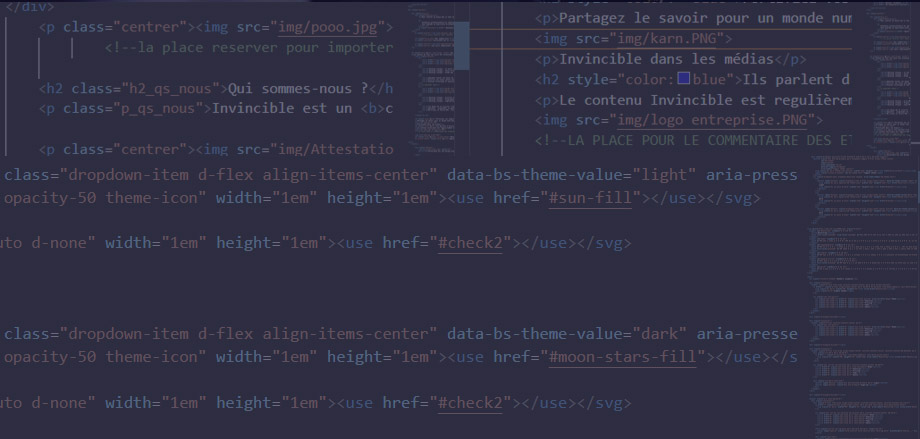 </div>
<p class="centrer"><img src="img/pooo.jpg">
<!--la place reserver pour importer
<h2 class="h2_qs_nous">Qui sommes-nous ?</h
<p class="p_qs_nous">Invincible est un <b>c
<p class="centrer"><img src="img/Attestatio
<p>Partagez le savoir pour un monde num
<img src="img/karn.PNG">
<p>Invincible dans les médias</p>
<h2 style="color:blue">Ils parlent d
<p>Le contenu Invincible est regulièrem
<img src="img/logo entreprise.PNG">
<!--LA PLACE POUR LE COMMENTAIRE DES ET
class="dropdown-item d-flex align-items-center" data-bs-theme-value="light" aria-press
opacity-50 theme-icon" width="1em" height="1em"><use href="#sun-fill"></use></svg>
uto d-none" width="1em" height="1em"><use href="#check2"></use></svg>
class="dropdown-item d-flex align-items-center" data-bs-theme-value="dark" aria-presse
opacity-50 theme-icon" width="1em" height="1em"><use href="#moon-stars-fill"></use></s
uto d-none" width="1em" height="1em"><use href="#check2"></use></svg>